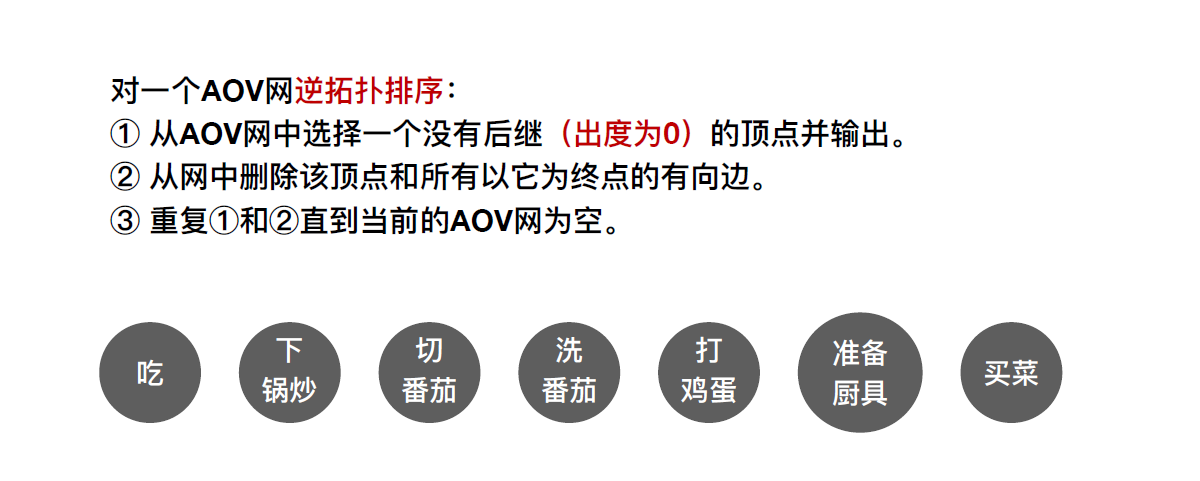 对一个AOV网逆拓扑排序：
① 从AOV网中选择一个没有后继（出度为0）的顶点并输出。
② 从网中删除该顶点和所有以它为终点的有向边。
③ 重复①和②直到当前的AOV网为空。
吃
下
锅炒
切
番茄
洗
番茄
打
鸡蛋
准备
厨具
买菜